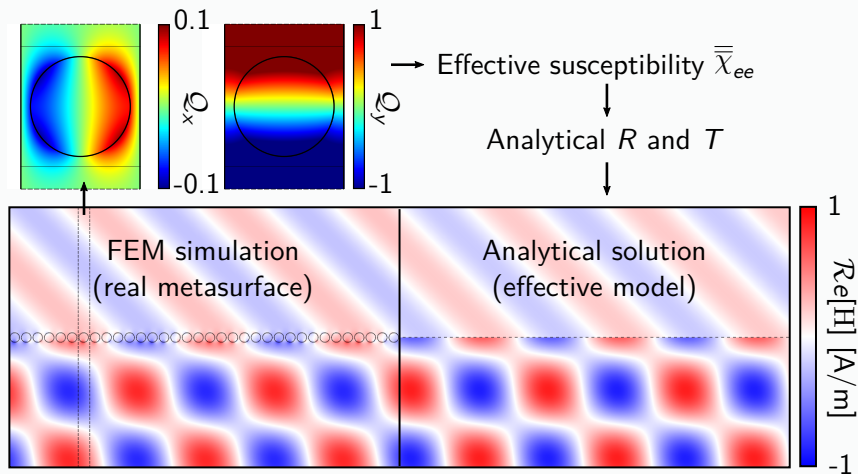 0.1
𝒬x
-0.1
1
𝒬y
-1
Effective susceptibility χ̿ee
Analytical R and T
FEM simulation
(real metasurface)
Analytical solution
(effective model)
1
ℛe[H] [A/m]
-1